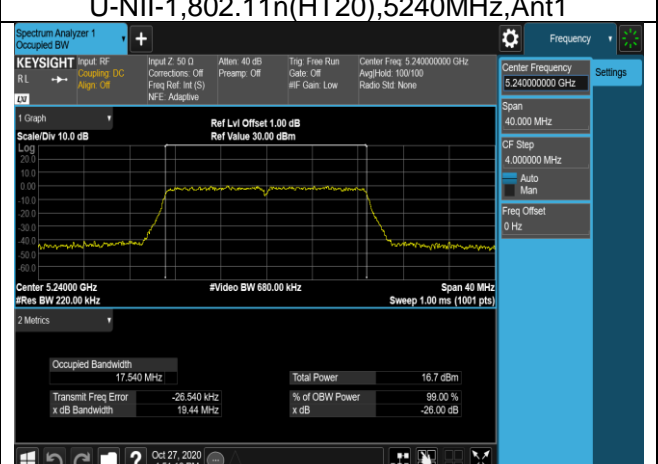 U-NII-1,802.11n(HT20),5240MHz,Ant1
Spectrum Analyzer 1
Occupied BW
Frequency
KEYSIGHT
RL
LXI
Input: RF
Coupling: DC
Align: Off
Input Z: 50 Ω
Corrections: Off
Freq Ref: Int (S)
NFE: Adaptive
Atten: 40 dB
Preamp: Off
Trig: Free Run
Gate: Off
#IF Gain: Low
Center Freq: 5.240000000 GHz
Avg|Hold: 100/100
Radio Std: None
Center Frequency
5.240000000 GHz
Settings
Span
40.000 MHz
CF Step
4.000000 MHz
Auto
Man
Freq Offset
0 Hz
1 Graph
Scale/Div 10.0 dB
Ref Lvl Offset 1.00 dB
Ref Value 30.00 dBm
Log
20.0
10.0
0.00
-10.0
-20.0
-30.0
-40.0
-50.0
-60.0
Center 5.24000 GHz
#Video BW 680.00 kHz
Span 40 MHz
#Res BW 220.00 kHz
Sweep 1.00 ms (1001 pts)
2 Metrics
Occupied Bandwidth
17.540 MHz
Total Power 16.7 dBm
Transmit Freq Error -26.540 kHz
% of OBW Power 99.00 %
x dB Bandwidth 19.44 MHz
x dB -26.00 dB
?
Oct 27, 2020